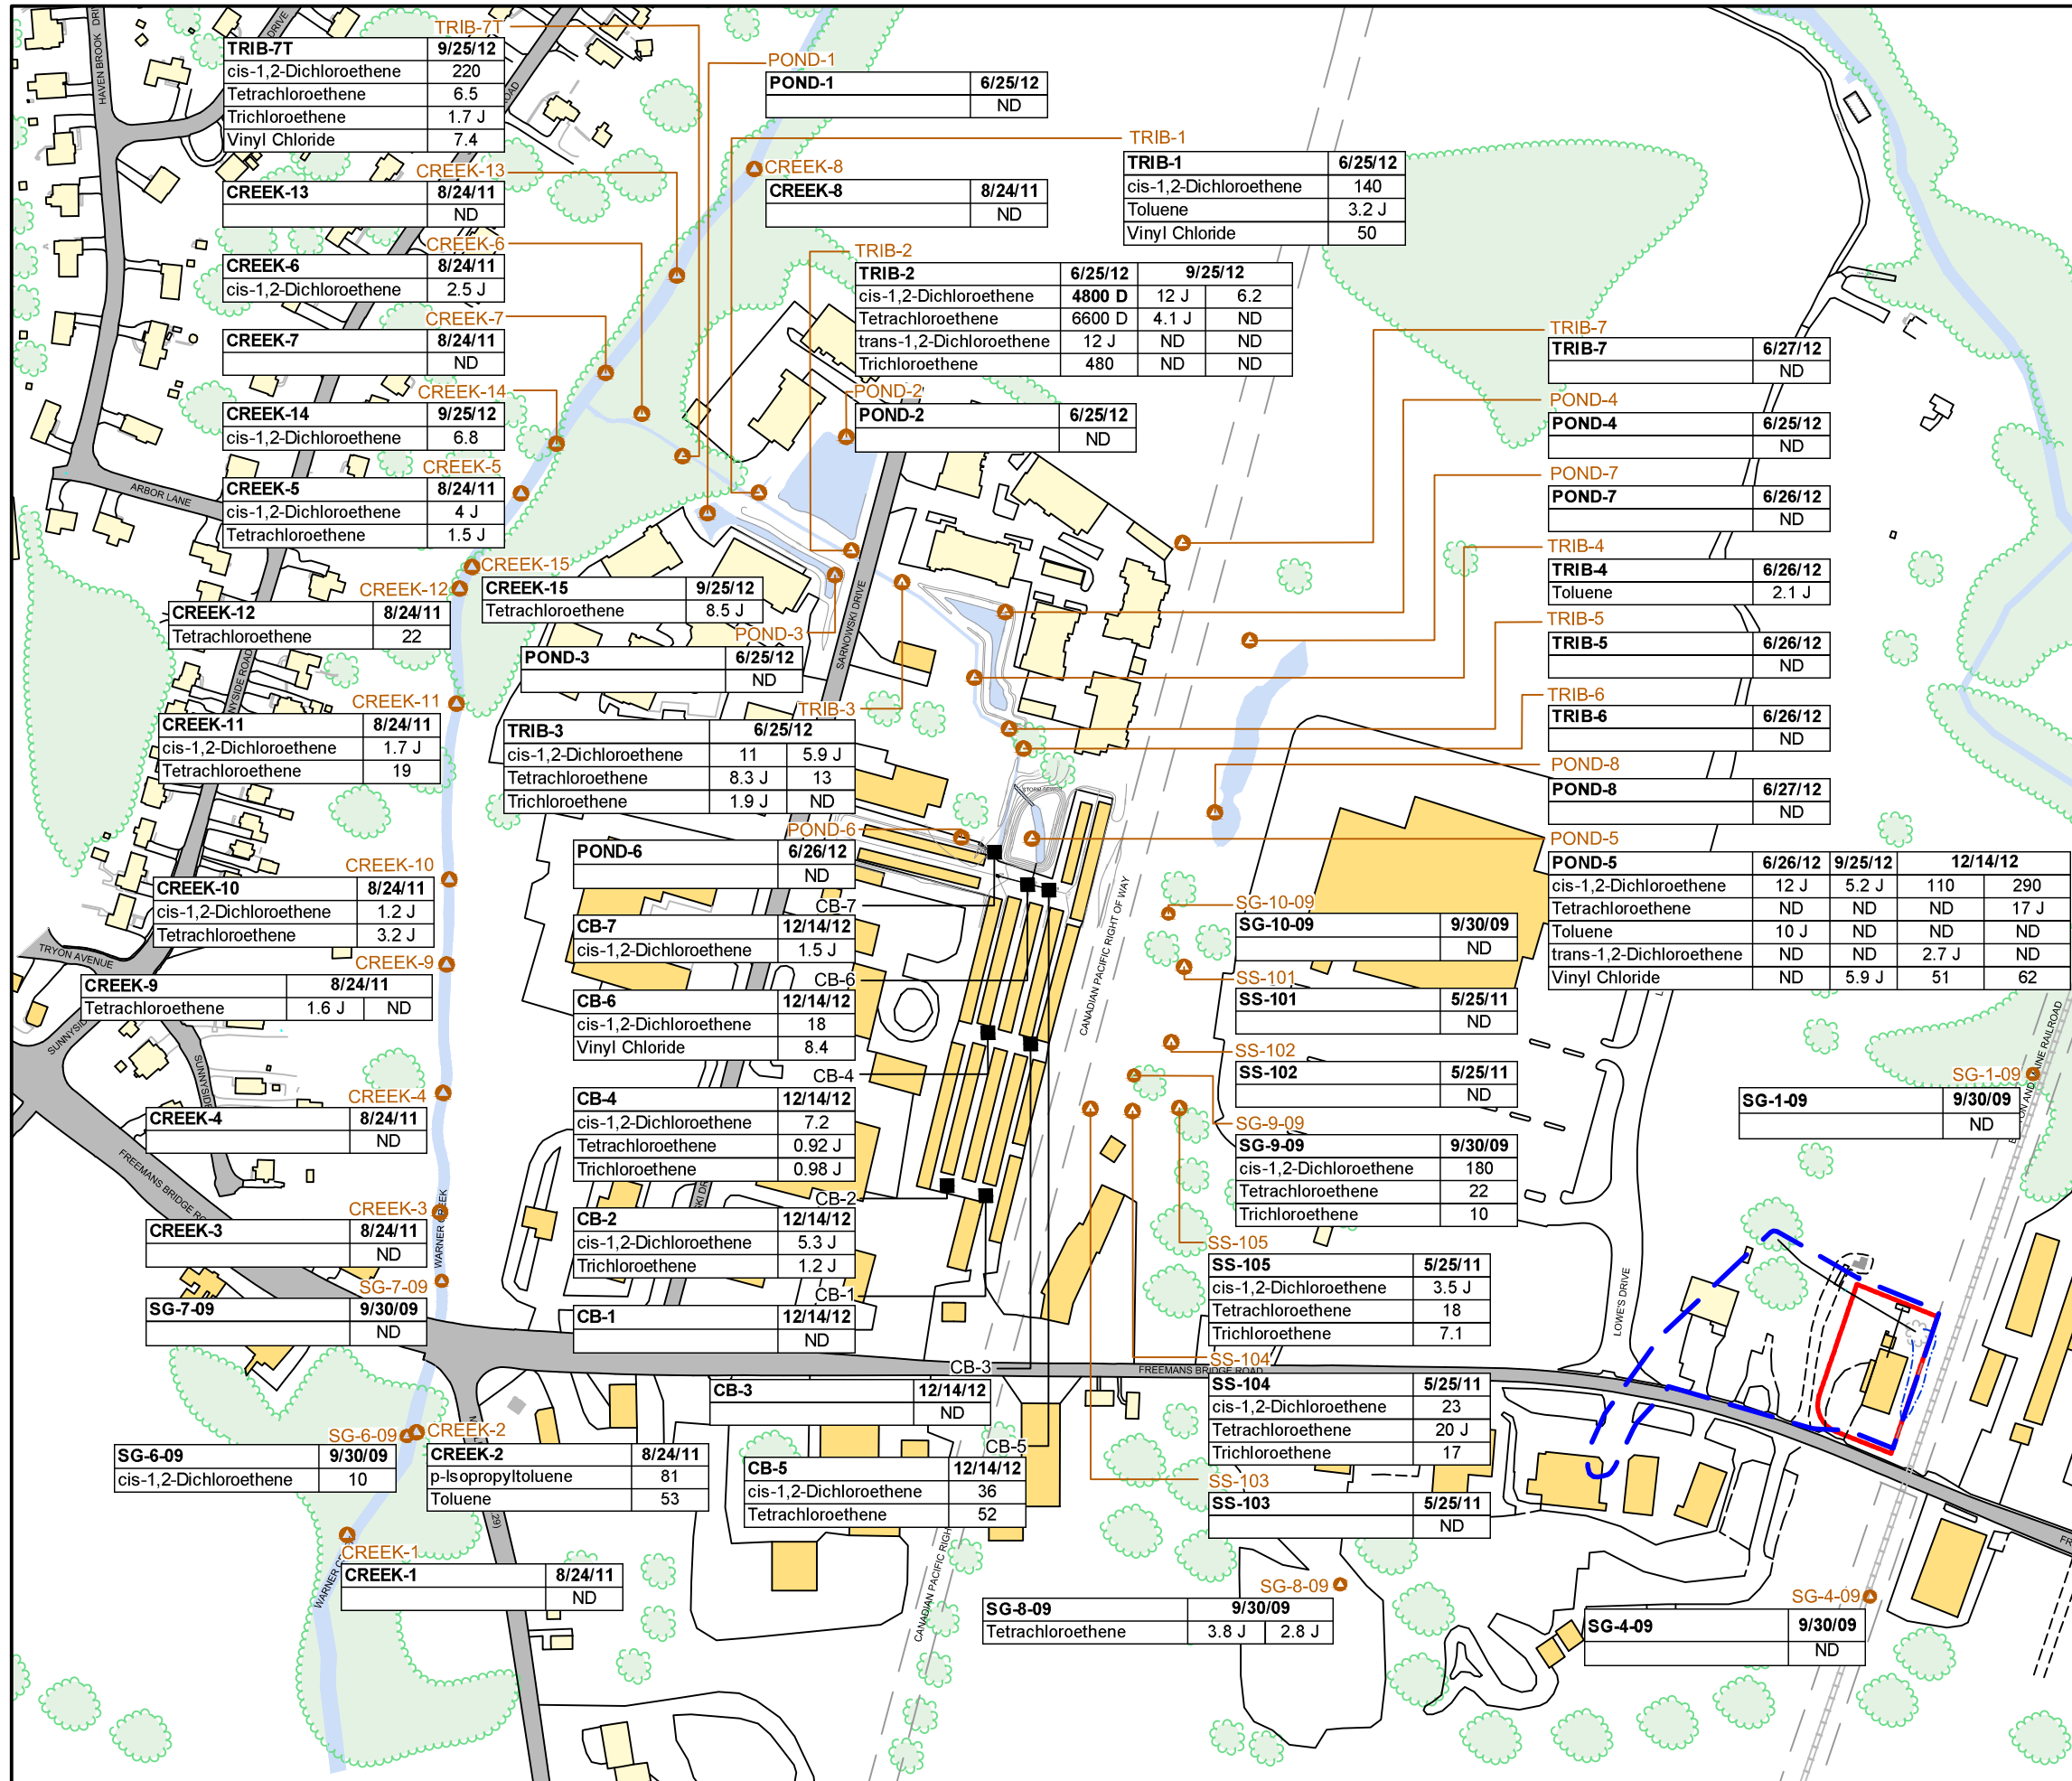 TRIB-7T
TRIB-7T 9/25/12
cis-1,2-Dichloroethene 220
Tetrachloroethene 6.5
Trichloroethene 1.7 J
Vinyl Chloride 7.4
POND-1
POND-1 6/25/12
ND
TRIB-1
TRIB-1 6/25/12
cis-1,2-Dichloroethene 140
Toluene 3.2 J
Vinyl Chloride 50
CREEK-13
CREEK-13 8/24/11
ND
CREEK-8
CREEK-8 8/24/11
ND
CREEK-6
CREEK-6 8/24/11
cis-1,2-Dichloroethene 2.5 J
TRIB-2
TRIB-2 6/25/12 9/25/12
cis-1,2-Dichloroethene 4800 D 12 J 6.2
Tetrachloroethene 6600 D 4.1 J ND
trans-1,2-Dichloroethene 12 J ND ND
Trichloroethene 480 ND ND
CREEK-7
CREEK-7 8/24/11
ND
TRIB-7
TRIB-7 6/27/12
ND
CREEK-14
CREEK-14 9/25/12
cis-1,2-Dichloroethene 6.8
POND-2
POND-2 6/25/12
ND
POND-4
POND-4 6/25/12
ND
CREEK-5
CREEK-5 8/24/11
cis-1,2-Dichloroethene 4 J
Tetrachloroethene 1.5 J
POND-7
POND-7 6/26/12
ND
TRIB-4
TRIB-4 6/26/12
Toluene 2.1 J
CREEK-15
CREEK-15 9/25/12
Tetrachloroethene 8.5 J
CREEK-12
CREEK-12 8/24/11
Tetrachloroethene 22
TRIB-5
TRIB-5 6/26/12
ND
POND-3
POND-3 6/25/12
ND
TRIB-6
TRIB-6 6/26/12
ND
CREEK-11
CREEK-11 8/24/11
cis-1,2-Dichloroethene 1.7 J
Tetrachloroethene 19
TRIB-3
TRIB-3 6/25/12
cis-1,2-Dichloroethene 11 5.9 J
Tetrachloroethene 8.3 J 13
Trichloroethene 1.9 J ND
POND-8
POND-8 6/27/12
ND
POND-6
POND-6 6/26/12
ND
POND-5
POND-5 6/26/12 9/25/12 12/14/12
cis-1,2-Dichloroethene 12 J 5.2 J 110 290
Tetrachloroethene ND ND ND 17 J
Toluene 10 J ND ND ND
trans-1,2-Dichloroethene ND ND 2.7 J ND
Vinyl Chloride ND 5.9 J 51 62
CREEK-10
CREEK-10 8/24/11
cis-1,2-Dichloroethene 1.2 J
Tetrachloroethene 3.2 J
CB-7
CB-7 12/14/12
cis-1,2-Dichloroethene 1.5 J
SG-10-09
SG-10-09 9/30/09
ND
CREEK-9
CREEK-9 8/24/11
Tetrachloroethene 1.6 J ND
CB-6
CB-6 12/14/12
cis-1,2-Dichloroethene 18
Vinyl Chloride 8.4
SS-101
SS-101 5/25/11
ND
SS-102
SS-102 5/25/11
ND
CB-4
CB-4 12/14/12
cis-1,2-Dichloroethene 7.2
Tetrachloroethene 0.92 J
Trichloroethene 0.98 J
SG-1-09
SG-1-09 9/30/09
ND
CREEK-4
CREEK-4 8/24/11
ND
SG-9-09
SG-9-09 9/30/09
cis-1,2-Dichloroethene 180
Tetrachloroethene 22
Trichloroethene 10
CB-2
CB-2 12/14/12
cis-1,2-Dichloroethene 5.3 J
Trichloroethene 1.2 J
CREEK-3
CREEK-3 8/24/11
ND
SS-105
SS-105 5/25/11
cis-1,2-Dichloroethene 3.5 J
Tetrachloroethene 18
Trichloroethene 7.1
SG-7-09
SG-7-09 9/30/09
ND
CB-1
CB-1 12/14/12
ND
CB-3
CB-3 12/14/12
ND
SS-104
SS-104 5/25/11
cis-1,2-Dichloroethene 23
Tetrachloroethene 20 J
Trichloroethene 17
SG-6-09
SG-6-09 9/30/09
cis-1,2-Dichloroethene 10
CREEK-2
CREEK-2 8/24/11
p-Isopropyltoluene 81
Toluene 53
CB-5
CB-5 12/14/12
cis-1,2-Dichloroethene 36
Tetrachloroethene 52
SS-103
SS-103 5/25/11
ND
CREEK-1
CREEK-1 8/24/11
ND
SG-8-09
SG-8-09 9/30/09
Tetrachloroethene 3.8 J 2.8 J
SG-4-09
SG-4-09 9/30/09
ND
HAVEN BROOK
DRIVE
ARBOR LANE
SARNOWSKI DRIVE
STORM SEWER
TRYON AVENUE
CANADIAN PACIFIC RIGHT OF WAY
FREEMANS BRIDGE
WARNER CREEK
LOWE'S DRIVE
FREEMANS BRIDGE ROAD
RAILROAD
CANADIAN PACIFIC
WARNER